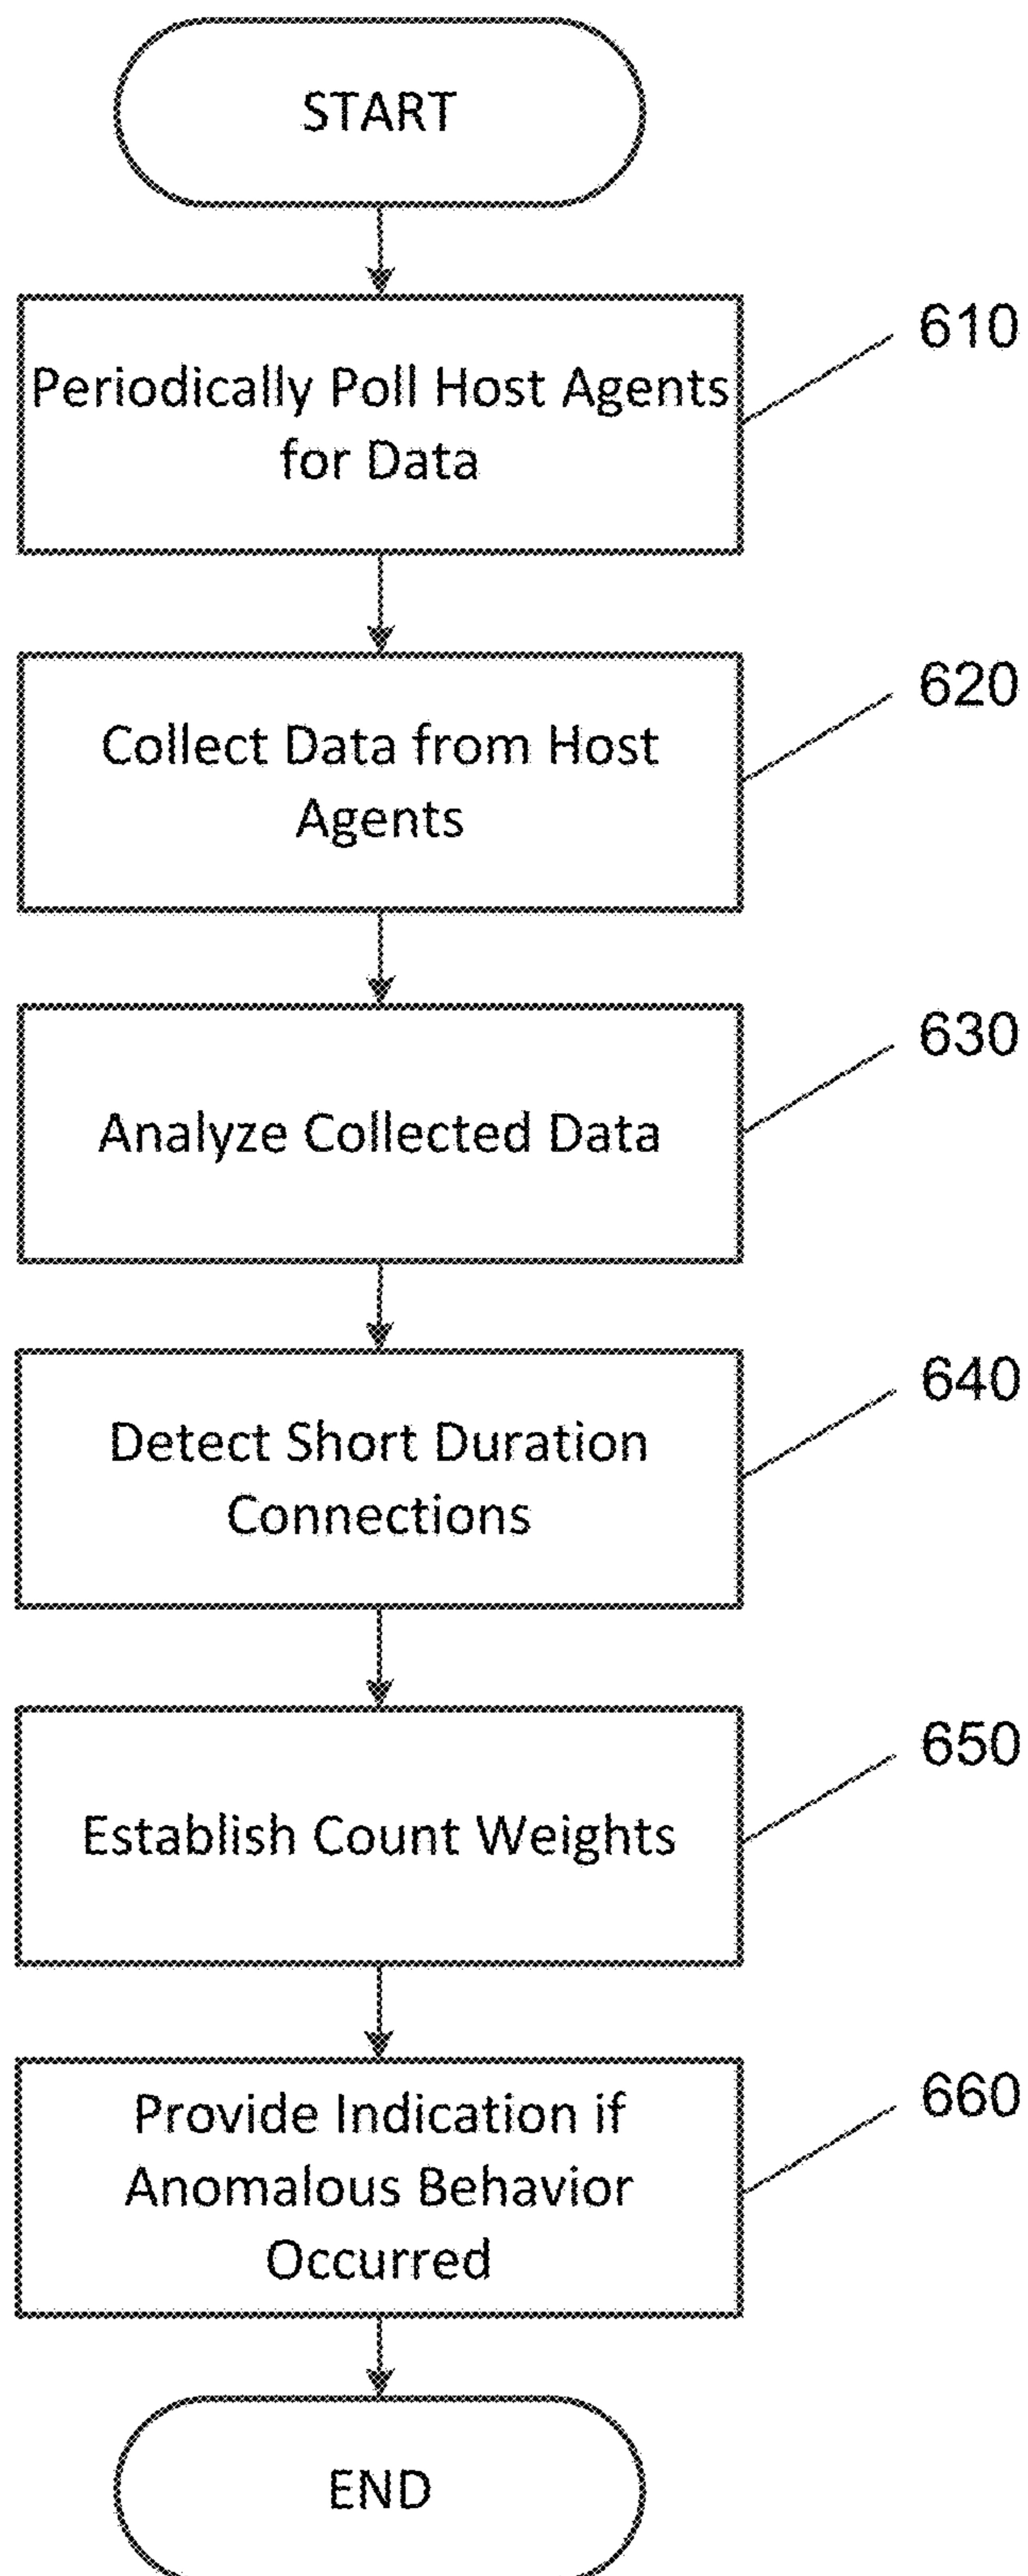 START
Periodically Poll Host Agents
for Data
610
Collect Data from Host
Agents
620
Analyze Collected Data
630
Detect Short Duration
Connections
640
Establish Count Weights
650
Provide Indication if
Anomalous Behavior
Occurred
660
END